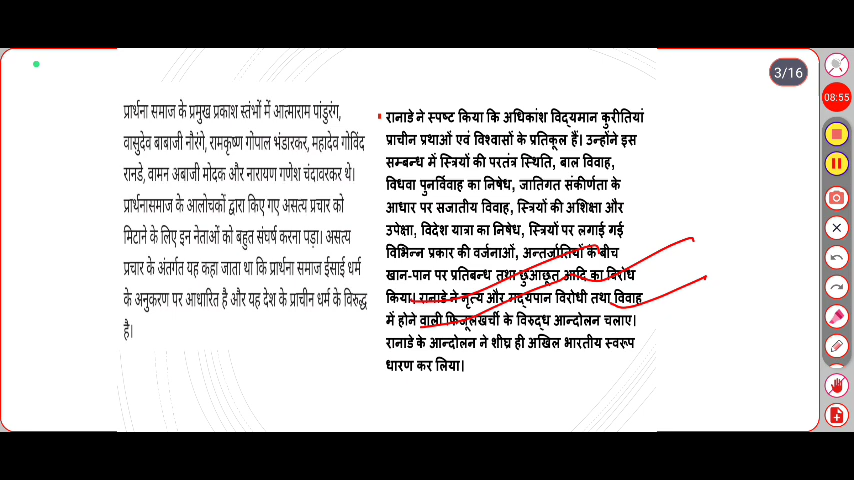 3/16
08:55
प्रार्थना समाज के प्रमुख प्रकाश स्तंभों में आत्माराम पांडुरंग,
वासुदेव बाबाजी नौरंगे, रामकृष्ण गोपाल भंडारकर, महादेव गोविंद
रानडे, वामन अबाजी मोदक और नारायण गणेश चंदावरकर थे।
प्रार्थनासमाज के आलोचकों द्वारा किए गए असत्य प्रचार को
मिटाने के लिए इन नेताओं को बहुत संघर्ष करना पड़ा। असत्य
प्रचार के अंतर्गत यह कहा जाता था कि प्रार्थना समाज ईसाई धर्म
के अनुकरण पर आधारित है और यह देश के प्राचीन धर्म के विरुद्ध
है।
रानाडे ने स्पष्ट किया कि अधिकांश विद्यमान कुरीतियां
प्राचीन प्रथाओं एवं विश्वासों के प्रतिकूल हैं। उन्होंने इस
सम्बन्ध में स्त्रियों की परतंत्र स्थिति, बाल विवाह,
विधवा पुनर्विवाह का निषेध, जातिगत संकीर्णता के
आधार पर सजातीय विवाह, स्त्रियों की अशिक्षा और
उपेक्षा, विदेश यात्रा का निषेध, स्त्रियों पर लगाई गई
विभिन्न प्रकार की वर्जनाओं, अन्तर्जातियों के बीच
खान-पान पर प्रतिबन्ध तथा छुआछूत आदि का विरोध
किया। रानाडे ने नृत्य और मद्यपान विरोधी तथा विवाह
में होने वाली फिजूलखर्ची के विरुद्ध आन्दोलन चलाए।
रानाडे के आन्दोलन ने शीघ्र ही अखिल भारतीय स्वरूप
धारण कर लिया।